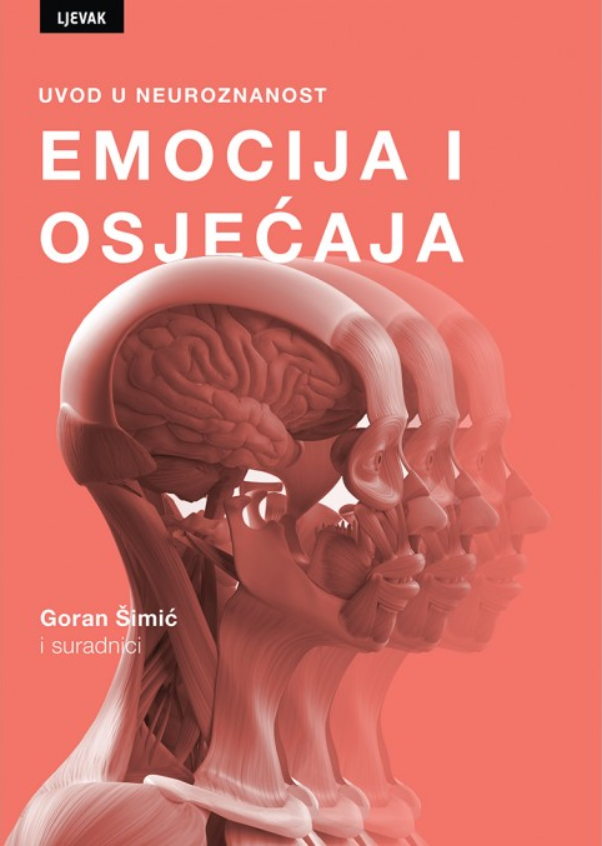 LJEVAK
UVOD U NEUROZNANOST
EMOCIJA I
OSJEĆAJA
Goran Šimić
i suradnici